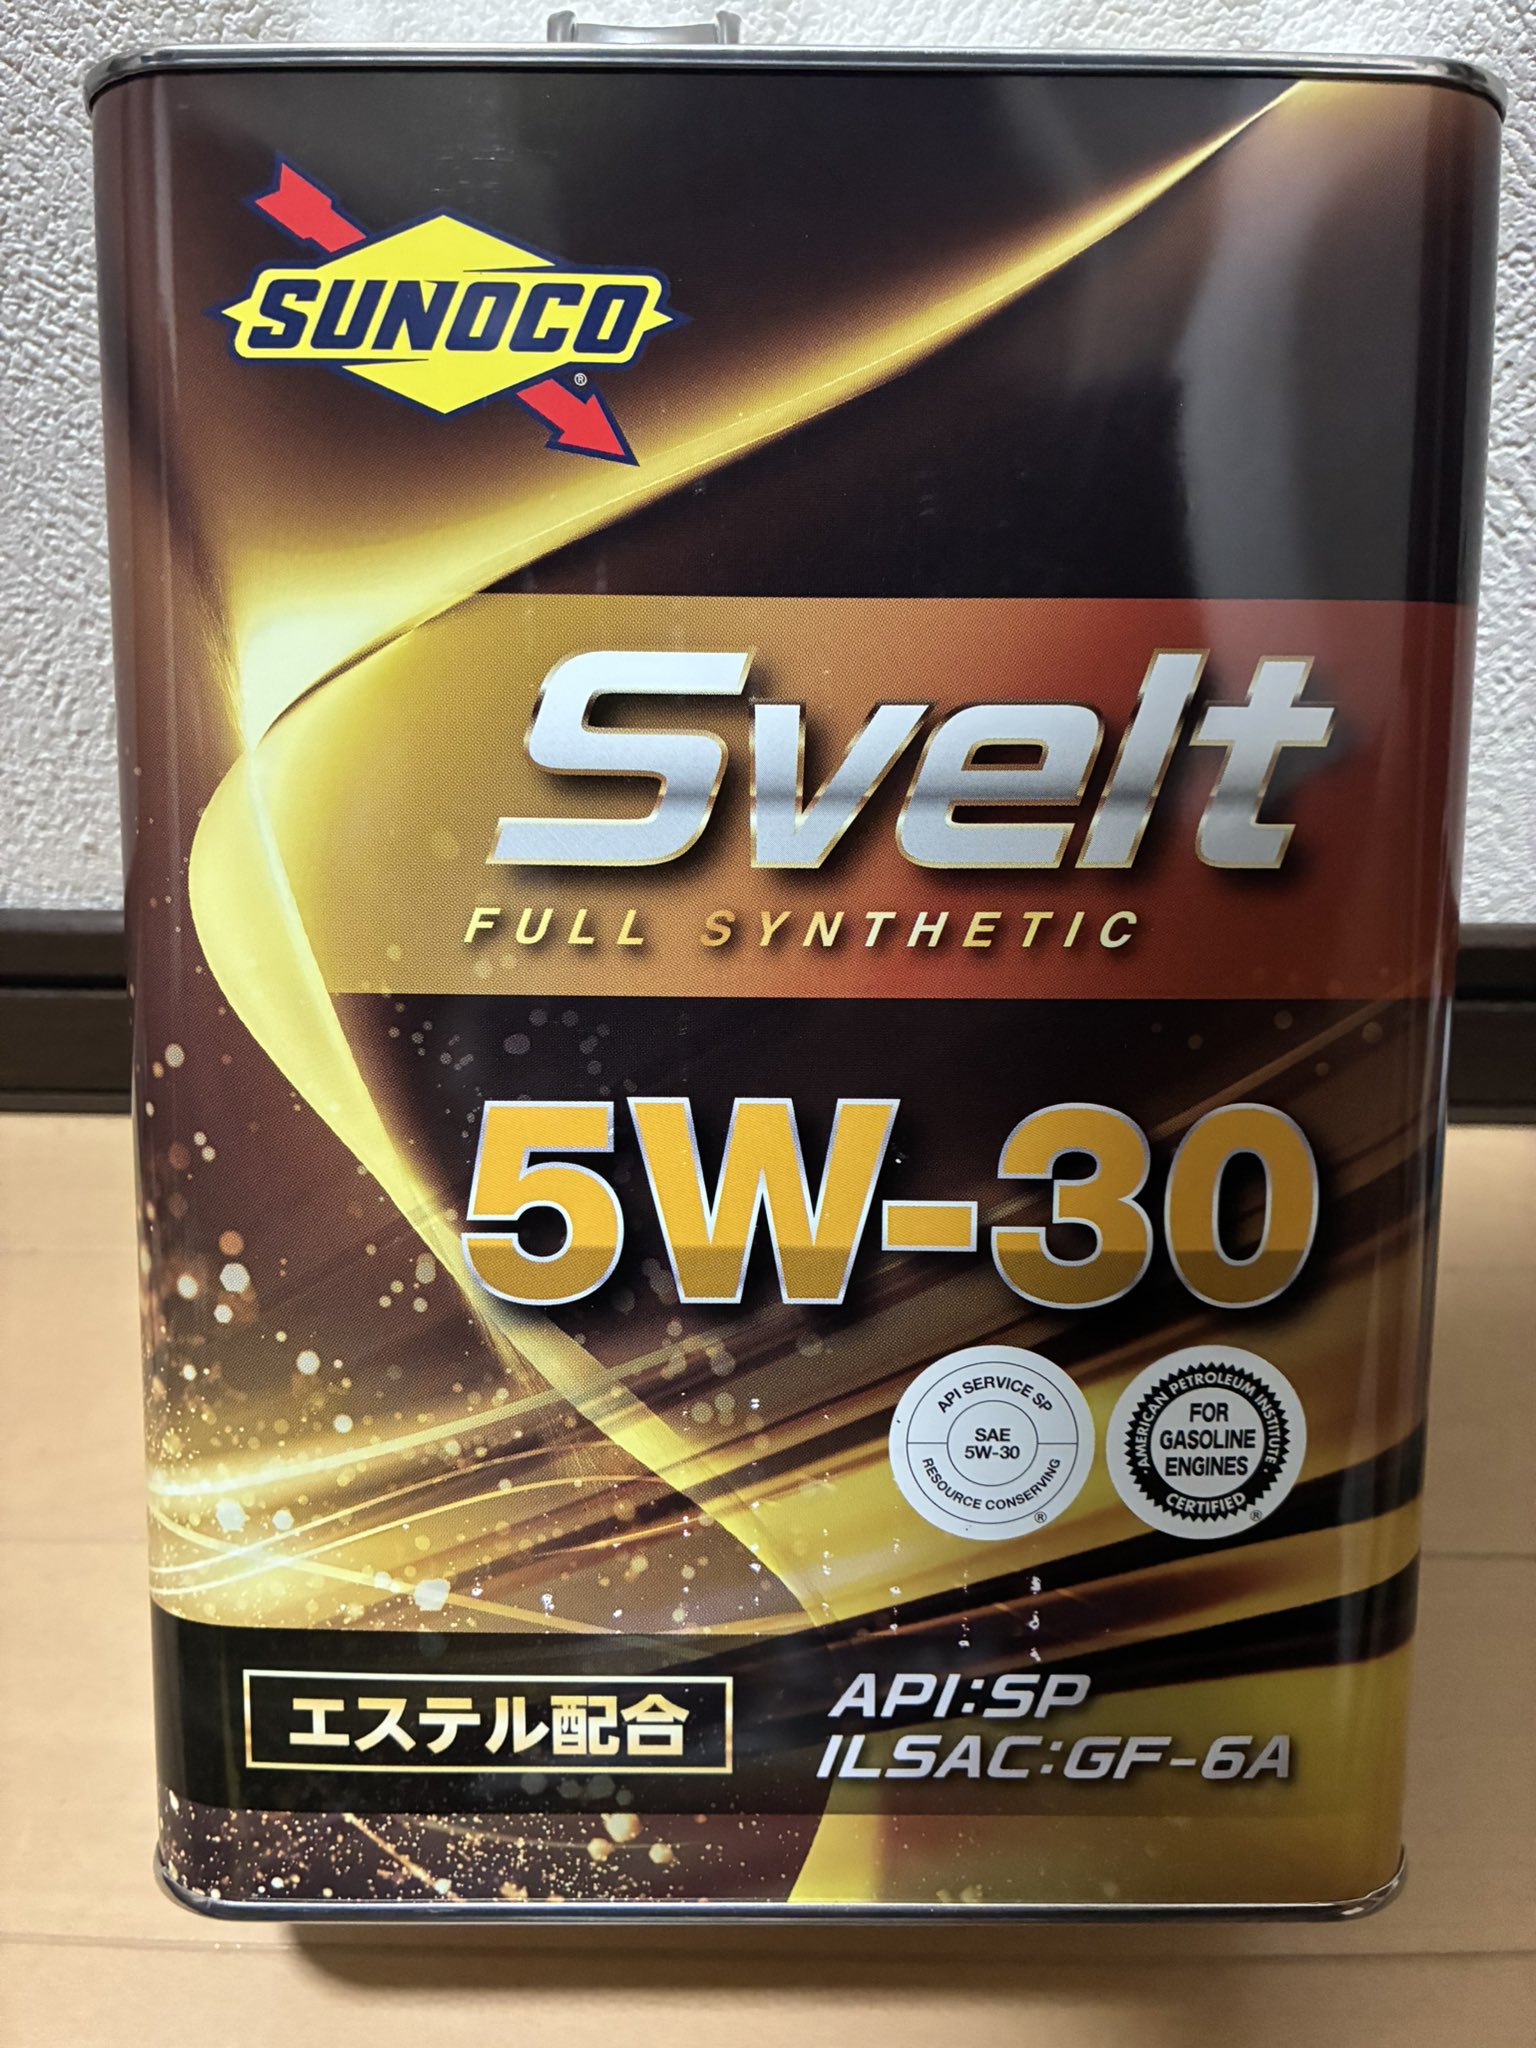 SUNOCO
®
Svelt
FULL SYNTHETIC
5W-30
API SERVICE SP
SAE
5W-30
RESOURCE CONSERVING
®
AMERICAN PETROLEUM INSTITUTE
FOR
GASOLINE
ENGINES
CERTIFIED
®
エステル配合
API:SP
ILSAC:GF-6A